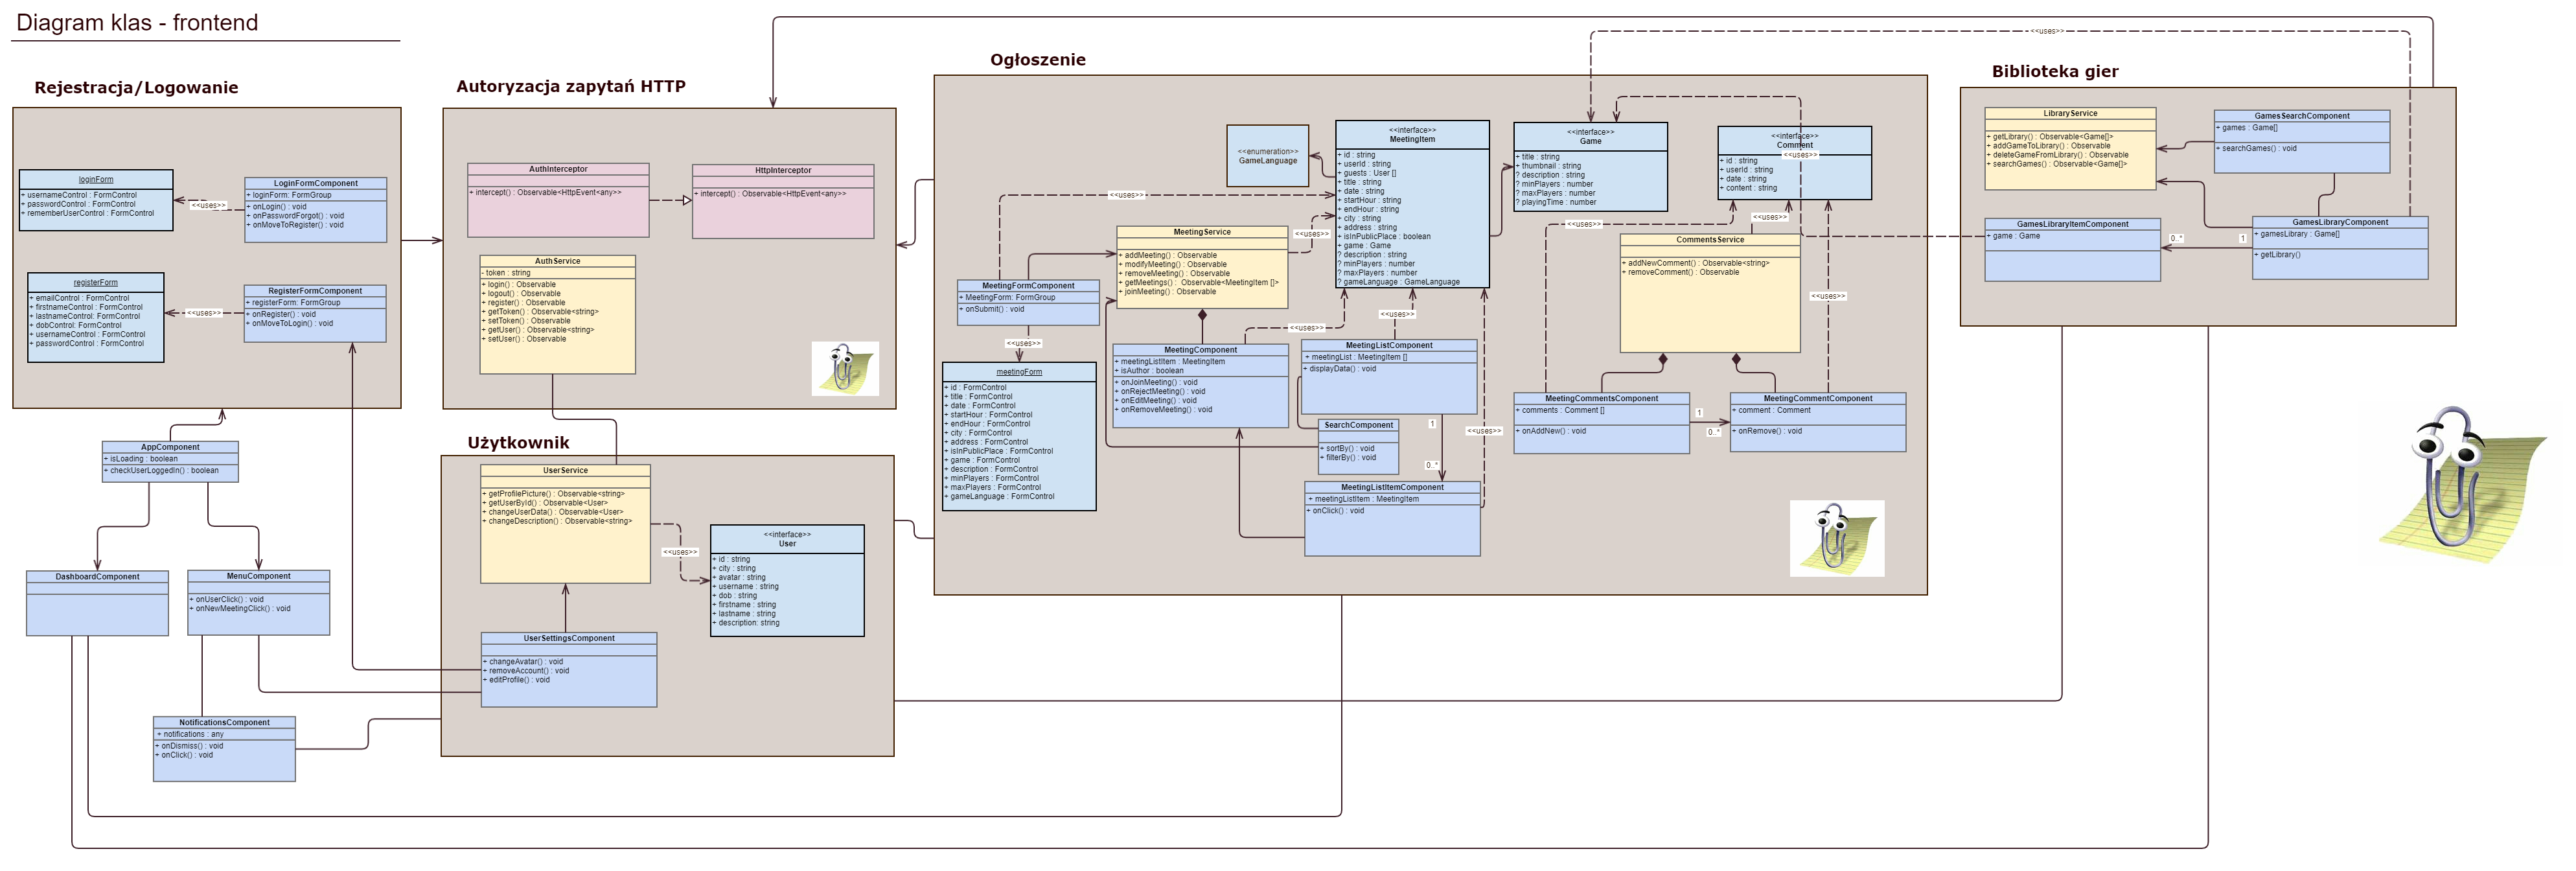 Diagram klas - frontend
Rejestracja/Logowanie
loginForm
+ usernameControl : FormControl
+ passwordControl : FormControl
+ rememberUserControl : FormControl
<<uses>>
LoginFormComponent
+ loginForm: FormGroup
+ onLogin() : void
+ onPasswordForgot() : void
+ onMoveToRegister() : void
registerForm
+ emailControl : FormControl
+ firstnameControl : FormControl
+ lastnameControl : FormControl
+ dobControl: FormControl
+ usernameControl : FormControl
+ passwordControl : FormControl
<<uses>>
RegisterFormComponent
+ registerForm: FormGroup
+ onRegister() : void
+ onMoveToLogin() : void
AppComponent
+ isLoading : boolean
+ checkUserLoggedIn() : boolean
DashboardComponent
MenuComponent
+ onUserClick() : void
+ onNewMeetingClick() : void
NotificationsComponent
+ notifications : any
+ onDismiss() : void
+ onClick() : void
Autoryzacja zapytań HTTP
AuthInterceptor
+ intercept() : Observable<HttpEvent<any>>
HttpInterceptor
+ intercept() : Observable<HttpEvent<any>>
AuthService
- token : string
+ login() : Observable
+ logout() : Observable
+ register() : Observable
+ getToken() : Observable<string>
+ setToken() : Observable
+ getUser() : Observable<string>
+ setUser() : Observable
Użytkownik
UserService
+ getProfilePicture() : Observable<string>
+ getUserById() : Observable<User>
+ changeUserData() : Observable<User>
+ changeDescription() : Observable<string>
<<uses>>
<<interface>>
User
+ id : string
+ city : string
+ avatar : string
+ username : string
+ dob : string
+ firstname : string
+ lastname : string
+ description: string
UserSettingsComponent
+ changeAvatar() : void
+ removeAccount() : void
+ editProfile() : void
Ogłoszenie
<<enumeration>>
GameLanguage
<<interface>>
MeetingItem
+ id : string
+ userId : string
+ guests : User []
+ title : string
+ date : string
+ startHour : string
+ endHour : string
+ city : string
+ address : string
+ isInPublicPlace : boolean
+ game : Game
? description : string
? minPlayers : number
? maxPlayers : number
? gameLanguage : GameLanguage
<<interface>>
Game
+ title : string
+ thumbnail : string
? description : string
? minPlayers : number
? maxPlayers : number
? playingTime : number
<<interface>>
Comment
<<uses>>
+ id : string
+ userId : string
+ date : string
+ content : string
<<uses>>
<<uses>>
<<uses>>
<<uses>>
MeetingService
+ addMeeting() : Observable
+ modifyMeeting() : Observable
+ removeMeeting() : Observable
+ getMeetings() : Observable<MeetingItem []>
+ joinMeeting() : Observable
CommentsService
+ addNewComment() : Observable<string>
+ removeComment() : Observable
MeetingFormComponent
+ MeetingForm: FormGroup
+ onSubmit() : void
<<uses>>
<<uses>>
<<uses>>
<<uses>>
meetingForm
+ id : FormControl
+ title : FormControl
+ date : FormControl
+ startHour : FormControl
+ endHour : FormControl
+ city : FormControl
+ address : FormControl
+ isInPublicPlace : FormControl
+ game : FormControl
+ description : FormControl
+ minPlayers : FormControl
+ maxPlayers : FormControl
+ gameLanguage : FormControl
MeetingComponent
+ meetingListItem : MeetingItem
+ isAuthor : boolean
+ onJoinMeeting() : void
+ onRejectMeeting() : void
+ onEditMeeting() : void
+ onRemoveMeeting() : void
MeetingListComponent
+ meetingList : MeetingItem []
+ displayData() : void
SearchComponent
+ sortBy() : void
+ filterBy() : void
1
0..*
<<uses>>
MeetingListItemComponent
+ meetingListItem : MeetingItem
+ onClick() : void
MeetingCommentsComponent
+ comments : Comment []
+ onAddNew() : void
1
0..*
MeetingCommentComponent
+ comment : Comment
+ onRemove() : void
<<uses>>
Biblioteka gier
LibraryService
+ getLibrary() : Observable<Game[]>
+ addGameToLibrary() : Observable
+ deleteGameFromLibrary() : Observable
+ searchGames() : Observable<Game[]>
GamesSearchComponent
+ games : Game[]
+ searchGames() : void
GamesLibraryItemComponent
+ game : Game
0..*
1
GamesLibraryComponent
+ gamesLibrary : Game[]
+ getLibrary()